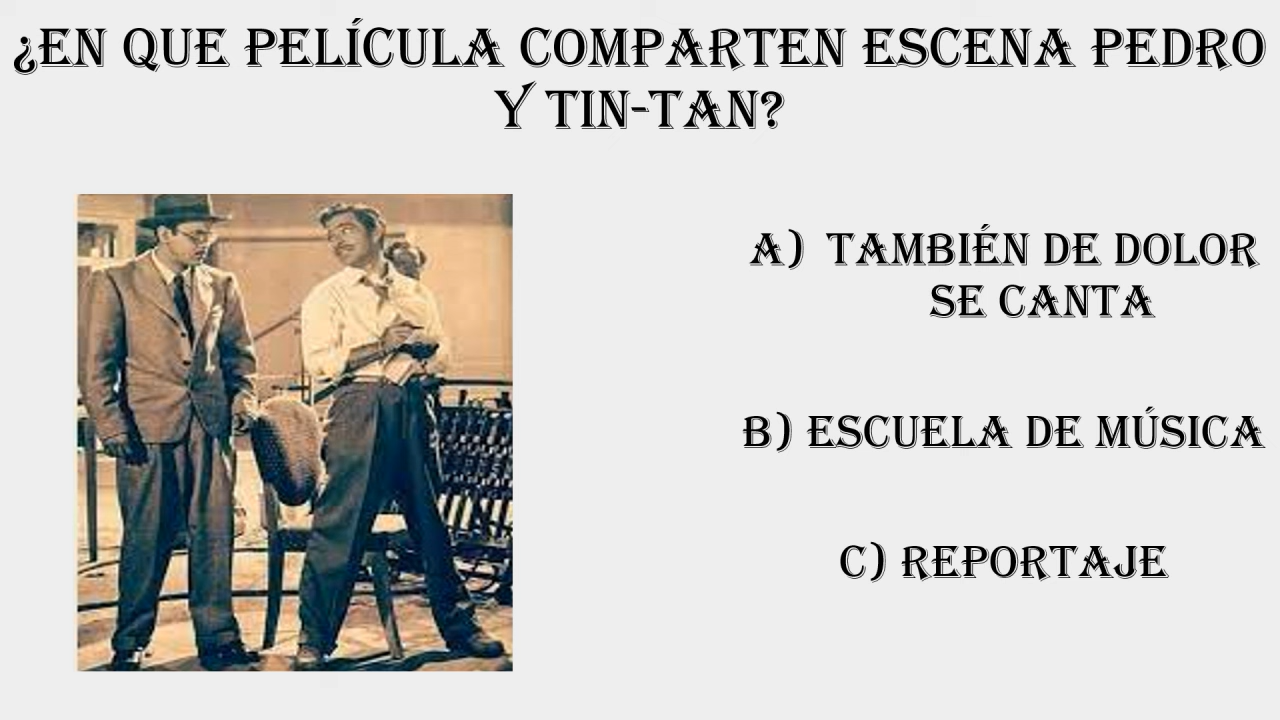 ¿EN QUE PELÍCULA COMPARTEN ESCENA PEDRO
Y TIN-TAN?
A) TAMBIÉN DE DOLOR
SE CANTA
B) ESCUELA DE MÚSICA
C) REPORTAJE